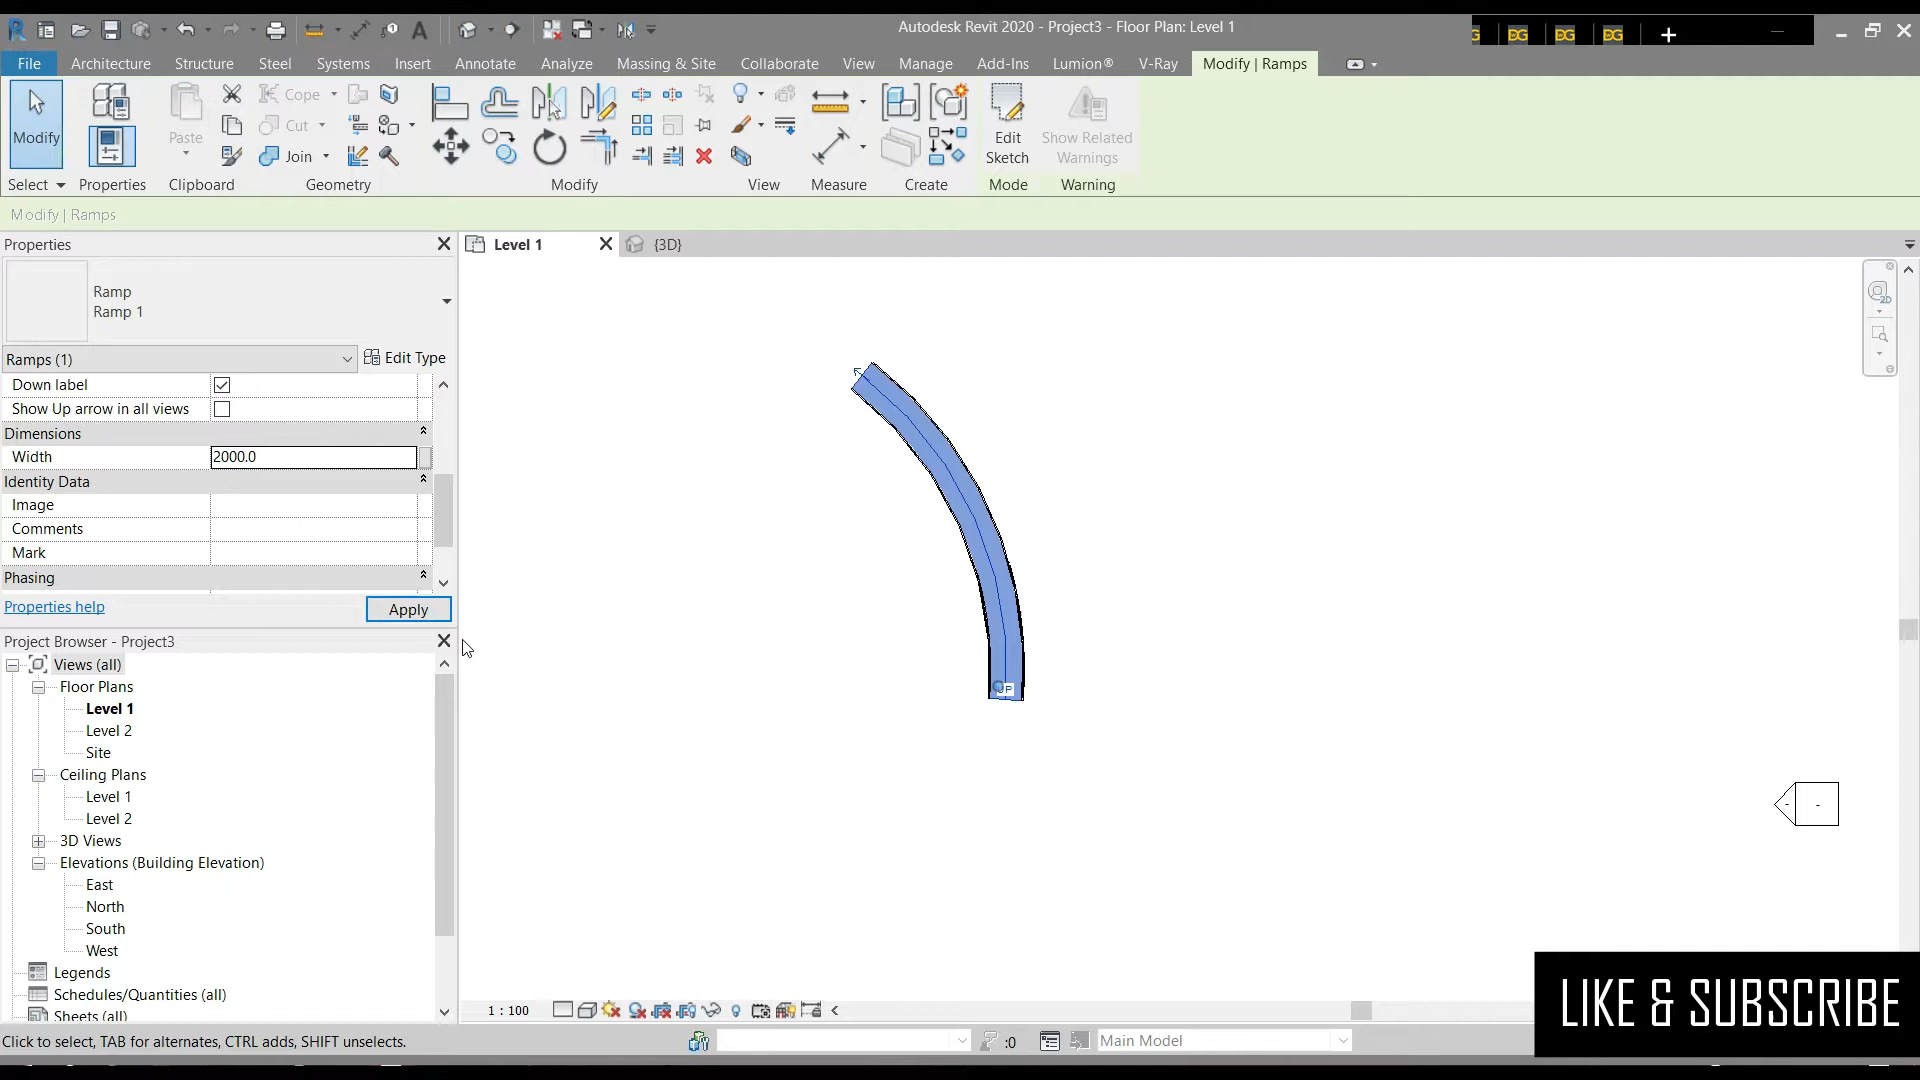 Autodesk Revit 2020 - Project3 - Floor Plan: Level 1
DG DG DG
File Architecture Structure Steel Systems Insert Annotate Analyze Massing & Site Collaborate View Manage Add-Ins Lumion® V-Ray Modify | Ramps
Modify
Paste
Cope
Cut
Join
Edit Sketch
Show Related Warnings
Select Properties Clipboard Geometry Modify View Measure Create Mode Warning
Modify | Ramps
Properties
Level 1
{3D}
Ramp
Ramp 1
Ramps (1)
Edit Type
Down label
Show Up arrow in all views
Dimensions
Width 2000.0
Identity Data
Image
Comments
Mark
Phasing
Properties help
Apply
2D
UP
- -
Project Browser - Project3
Views (all)
Floor Plans
Level 1
Level 2
Site
Ceiling Plans
Level 1
Level 2
3D Views
Elevations (Building Elevation)
East
North
South
West
Legends
Schedules/Quantities (all)
Sheets (all)
1 : 100
LIKE & SUBSCRIBE
Click to select, TAB for alternates, CTRL adds, SHIFT unselects.
:0
Main Model